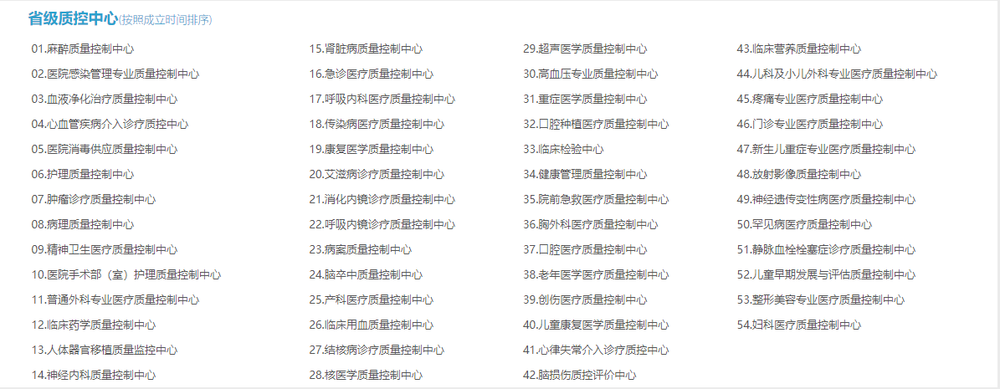 省级质控中心(按照成立时间排序)
01.麻醉质量控制中心
02.医院感染管理专业质量控制中心
03.血液净化治疗质量控制中心
04.心血管疾病介入诊疗质控中心
05.医院消毒供应质量控制中心
06.护理质量控制中心
07.肿瘤诊疗质量控制中心
08.病理质量控制中心
09.精神卫生医疗质量控制中心
10.医院手术部（室）护理质量控制中心
11.普通外科专业医疗质量控制中心
12.临床药学质量控制中心
13.人体器官移植质量监控中心
14.神经内科质量控制中心
15.肾脏病质量控制中心
16.急诊医疗质量控制中心
17.呼吸内科医疗质量控制中心
18.传染病医疗质量控制中心
19.康复医学质量控制中心
20.艾滋病诊疗质量控制中心
21.消化内镜诊疗质量控制中心
22.呼吸内镜诊疗质量控制中心
23.病案质量控制中心
24.脑卒中质量控制中心
25.产科医疗质量控制中心
26.临床用血质量控制中心
27.结核病诊疗质量控制中心
28.核医学质量控制中心
29.超声医学质量控制中心
30.高血压专业质量控制中心
31.重症医学质量控制中心
32.口腔种植医疗质量控制中心
33.临床检验中心
34.健康管理质量控制中心
35.院前急救医疗质量控制中心
36.胸外科医疗质量控制中心
37.口腔医疗质量控制中心
38.老年医学医疗质量控制中心
39.创伤医疗质量控制中心
40.儿童康复医学质量控制中心
41.心律失常介入诊疗质控中心
42.脑损伤质控评价中心
43.临床营养质量控制中心
44.儿科及小儿外科专业医疗质量控制中心
45.疼痛专业医疗质量控制中心
46.门诊专业医疗质量控制中心
47.新生儿重症专业医疗质量控制中心
48.放射影像质量控制中心
49.神经遗传变性病医疗质量控制中心
50.罕见病医疗质量控制中心
51.静脉血栓栓塞症诊疗质量控制中心
52.儿童早期发展与评估质量控制中心
53.整形美容专业医疗质量控制中心
54.妇科医疗质量控制中心